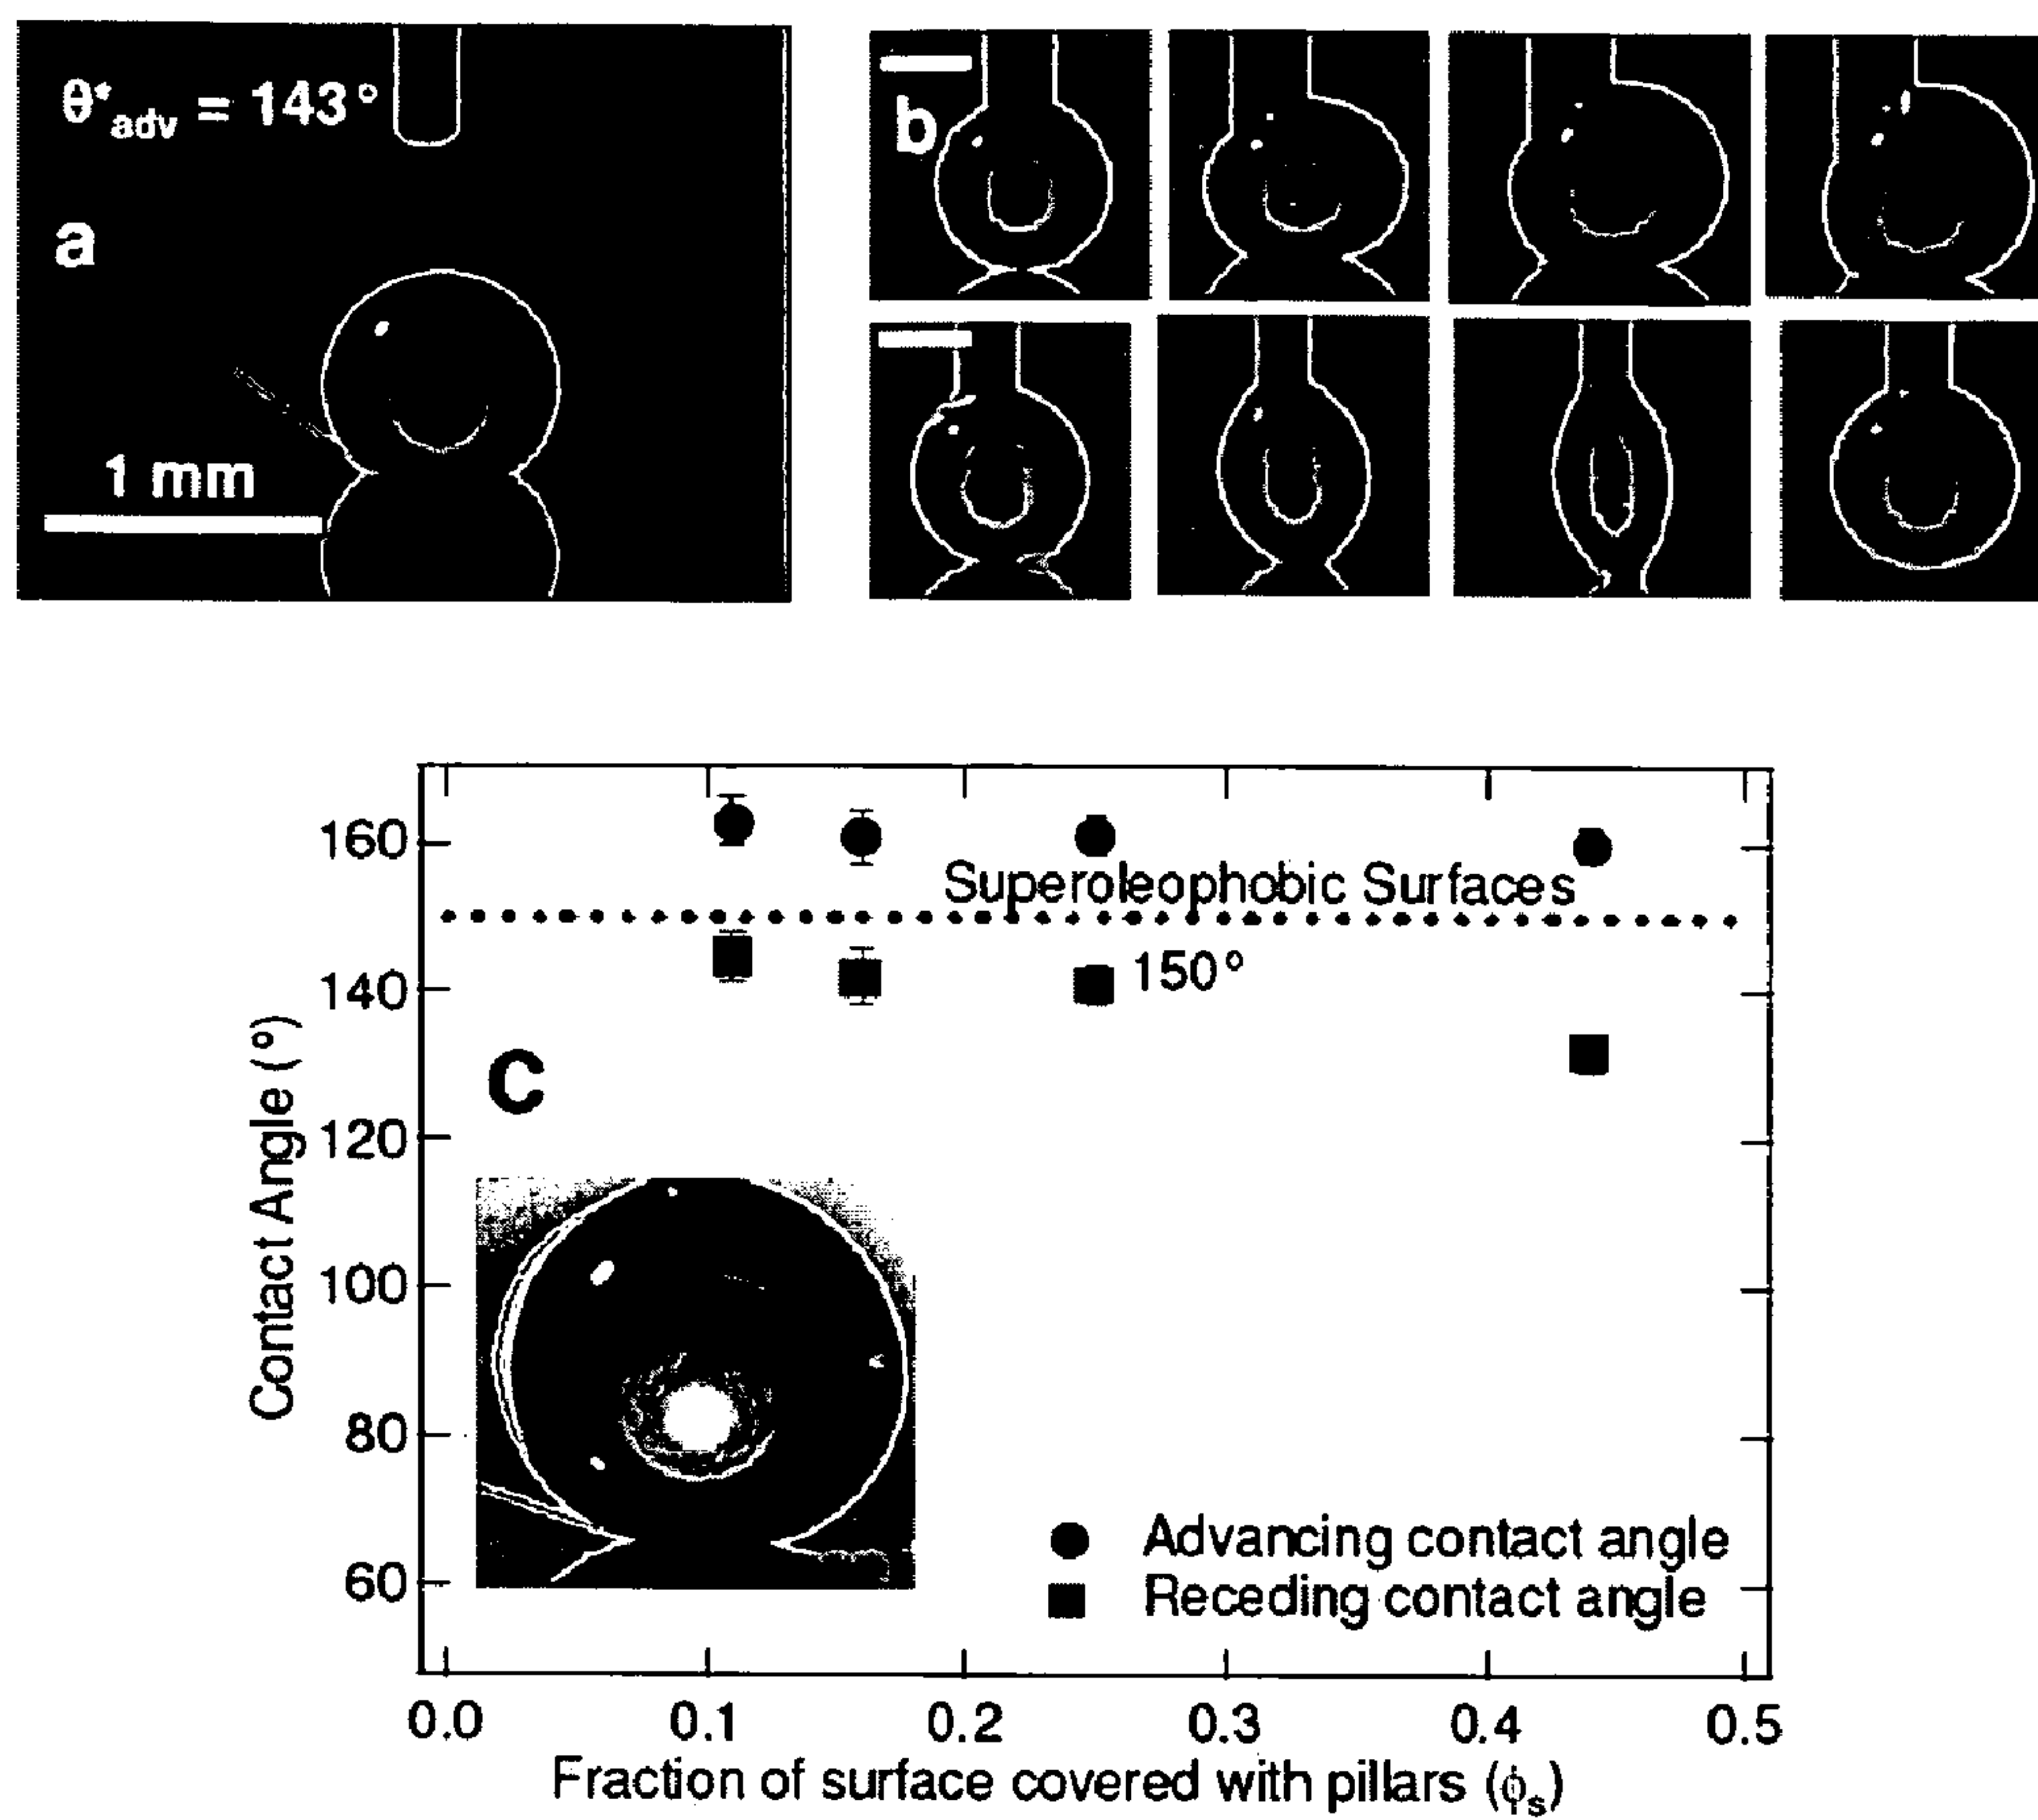 θ*adv = 143°
a
1 mm
b
160
140
120
100
80
60
Contact Angle (°)
Superoleophobic Surfaces
150°
C
Advancing contact angle
Receding contact angle
0.0 0.1 0.2 0.3 0.4 0.5
Fraction of surface covered with pillars (ϕs)